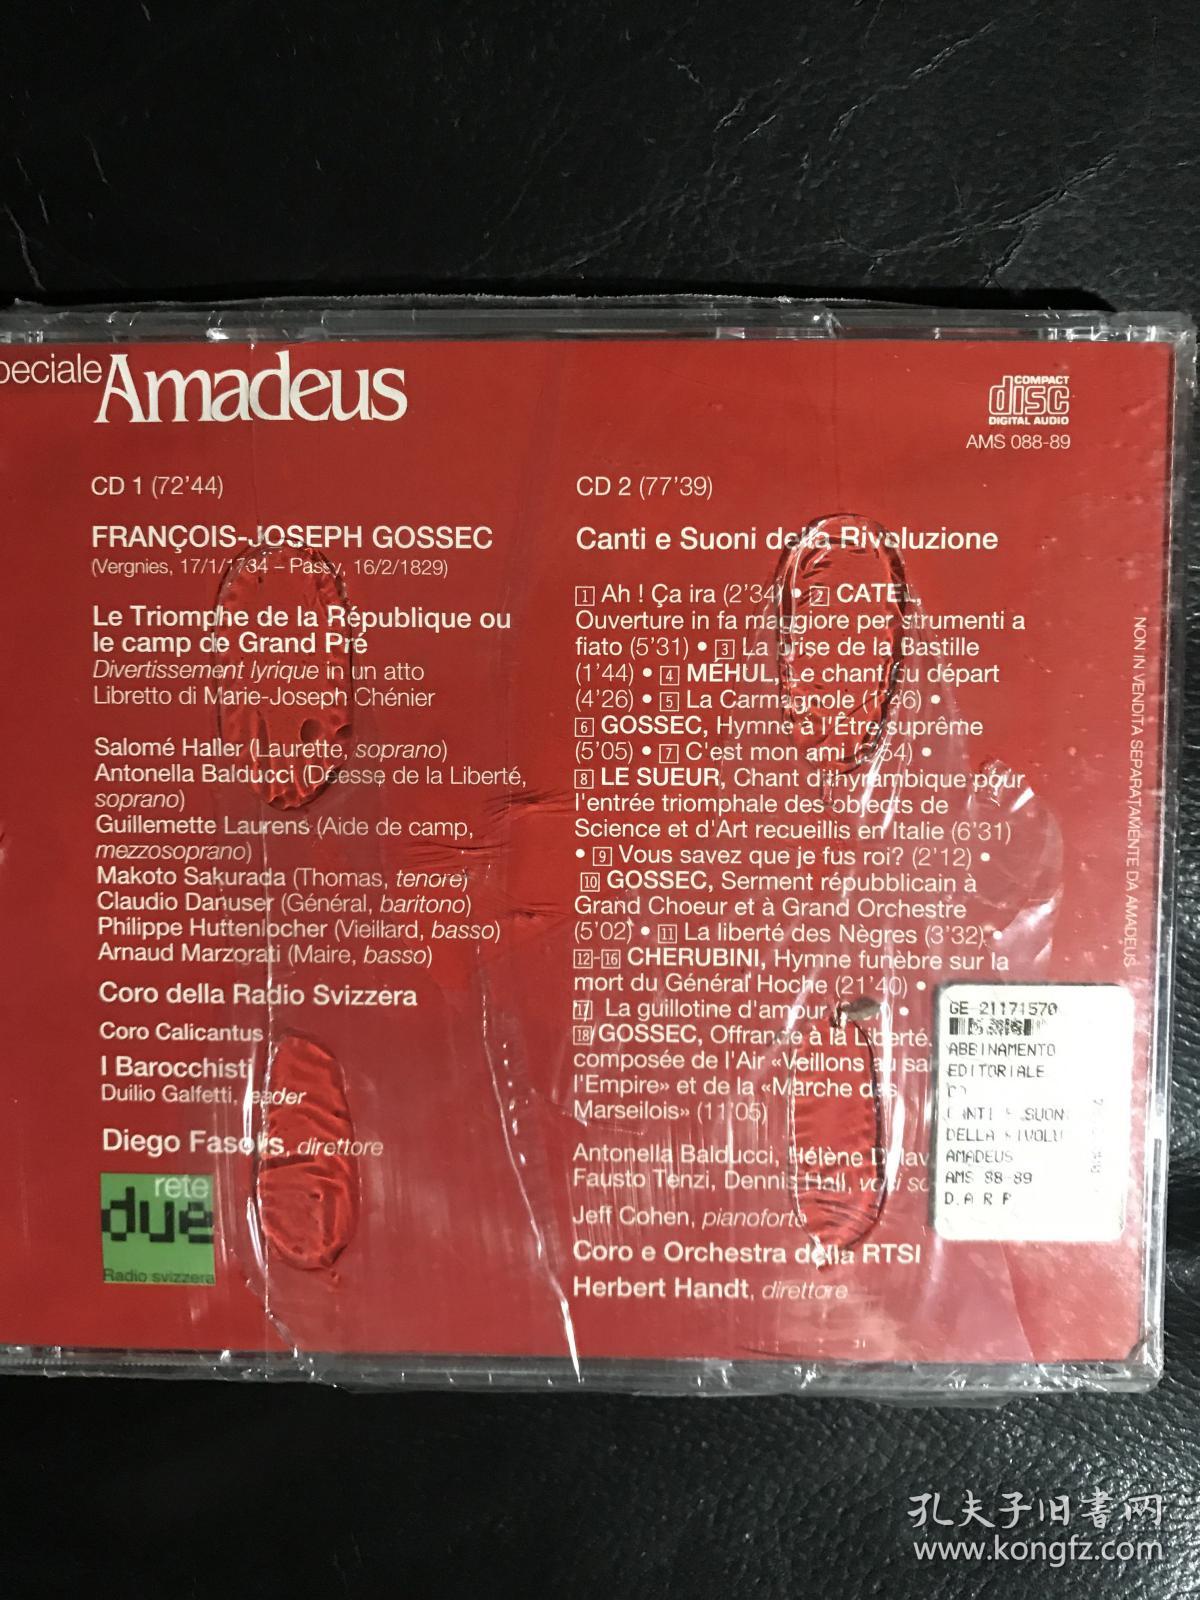 Amadeus
COMPACT
disc
DIGITAL AUDIO
AMS 088-89
CD 1 (72'44)
FRANÇOIS-JOSEPH GOSSEC
(Vergnies, 17/1/1734 – Passy, 16/2/1829)
Le Triomphe de la République ou
le camp de Grand Pré
Divertissement lyrique in un atto
Libretto di Marie-Joseph Chénier
Salomé Haller (Laurette, soprano)
Antonella Balducci (Déesse de la Liberté,
soprano)
Guillemette Laurens (Aide de camp,
mezzosoprano)
Makoto Sakurada (Thomas, tenore)
Claudio Danuser (Général, baritono)
Philippe Huttenlocher (Vieillard, basso)
Arnaud Marzorati (Maire, basso)
Coro della Radio Svizzera
Coro Calicantus
I Barocchisti
Duilio Galfetti, leader
Diego Fasolis, direttore
rete
due
Radio svizzera
CD 2 (77'39)
Canti e Suoni della Rivoluzione
1 Ah ! Ça ira (2'34) • 2 CATEL,
Ouverture in fa maggiore per strumenti a
fiato (5'31) • 3 La prise de la Bastille
(1'44) • 4 MÉHUL, Le chant du départ
(4'26) • 5 La Carmagnole (1'46) •
6 GOSSEC, Hymne à l'Être suprême
(5'05) • 7 C'est mon ami •
8 LE SUEUR, Chant dithyrambique pour
l'entrée triomphale des objects de
Science et d'Art recueillis en Italie (6'31)
• 9 Vous savez que je fus roi? (2'12) •
10 GOSSEC, Serment répubblicain à
Grand Choeur et à Grand Orchestre
(5'02) • 11 La liberté des Nègres (3'32) •
12-16 CHERUBINI, Hymne funèbre sur la
mort du Général Hoche (21'40) •
17 La guillotine d'amour •
18 GOSSEC, Offrande à la Liberté.
composée de l'Air «Veillons au
l'Empire» et de la «Marche des
Marseilois» (11'05)
Antonella Balducci, Hélène
Fausto Tenzi, Dennis Hall, voci
Jeff Cohen, pianoforte
Coro e Orchestra della RTSI
Herbert Handt, direttore
NON IN VENDITA SEPARATAMENTE DA AMADEUS
GE-21171570
ABBINAMENTO
EDITORIALE
CANTI E SUON
DELLA RIVOLU
AMADEUS
AMS 88-89
孔夫子旧书网
www.kongfz.com